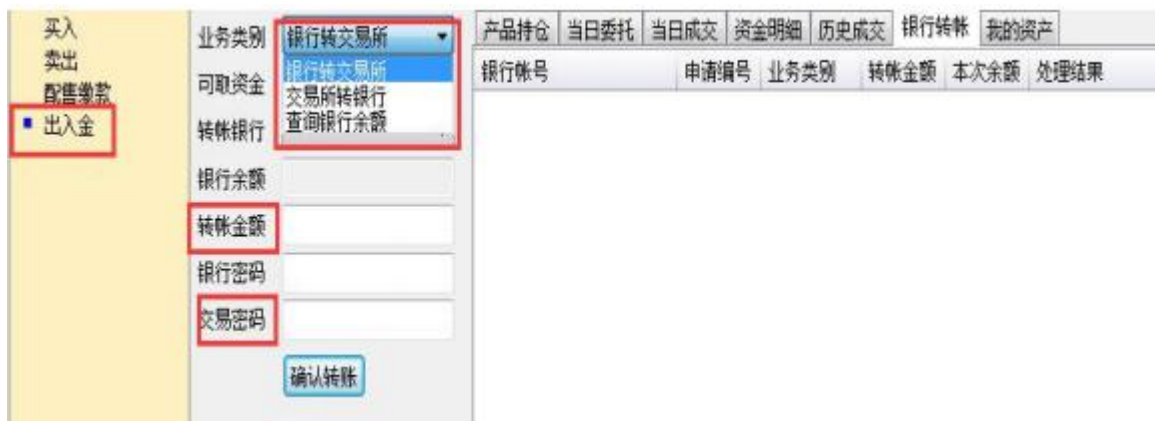 买入
卖出
配售缴款
出入金
业务类别 银行转交易所
银行转交易所
交易所转银行
查询银行余额
可取资金
转帐银行
银行余额
转帐金额
银行密码
交易密码
确认转账
产品持仓 当日委托 当日成交 资金明细 历史成交 银行转帐 我的资产
银行帐号 申请编号 业务类别 转帐金额 本次余额 处理结果